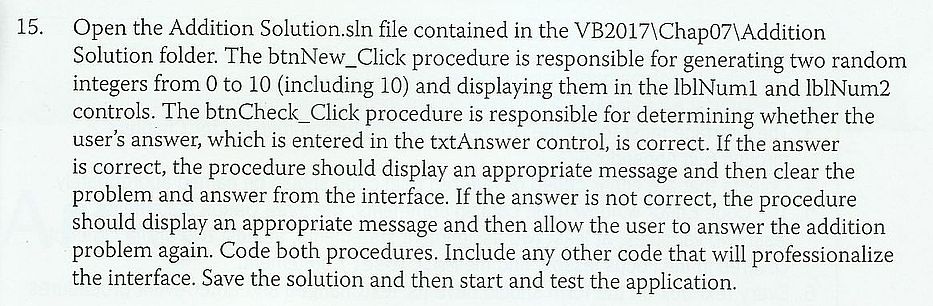 15. Open the Addition Solution.sln file contained in the VB2017\Chap07\Addition
Solution folder. The btnNew_Click procedure is responsible for generating two random
integers from 0 to 10 (including 10) and displaying them in the lblNum1 and lblNum2
controls. The btnCheck_Click procedure is responsible for determining whether the
user's answer, which is entered in the txtAnswer control, is correct. If the answer
is correct, the procedure should display an appropriate message and then clear the
problem and answer from the interface. If the answer is not correct, the procedure
should display an appropriate message and then allow the user to answer the addition
problem again. Code both procedures. Include any other code that will professionalize
the interface. Save the solution and then start and test the application.